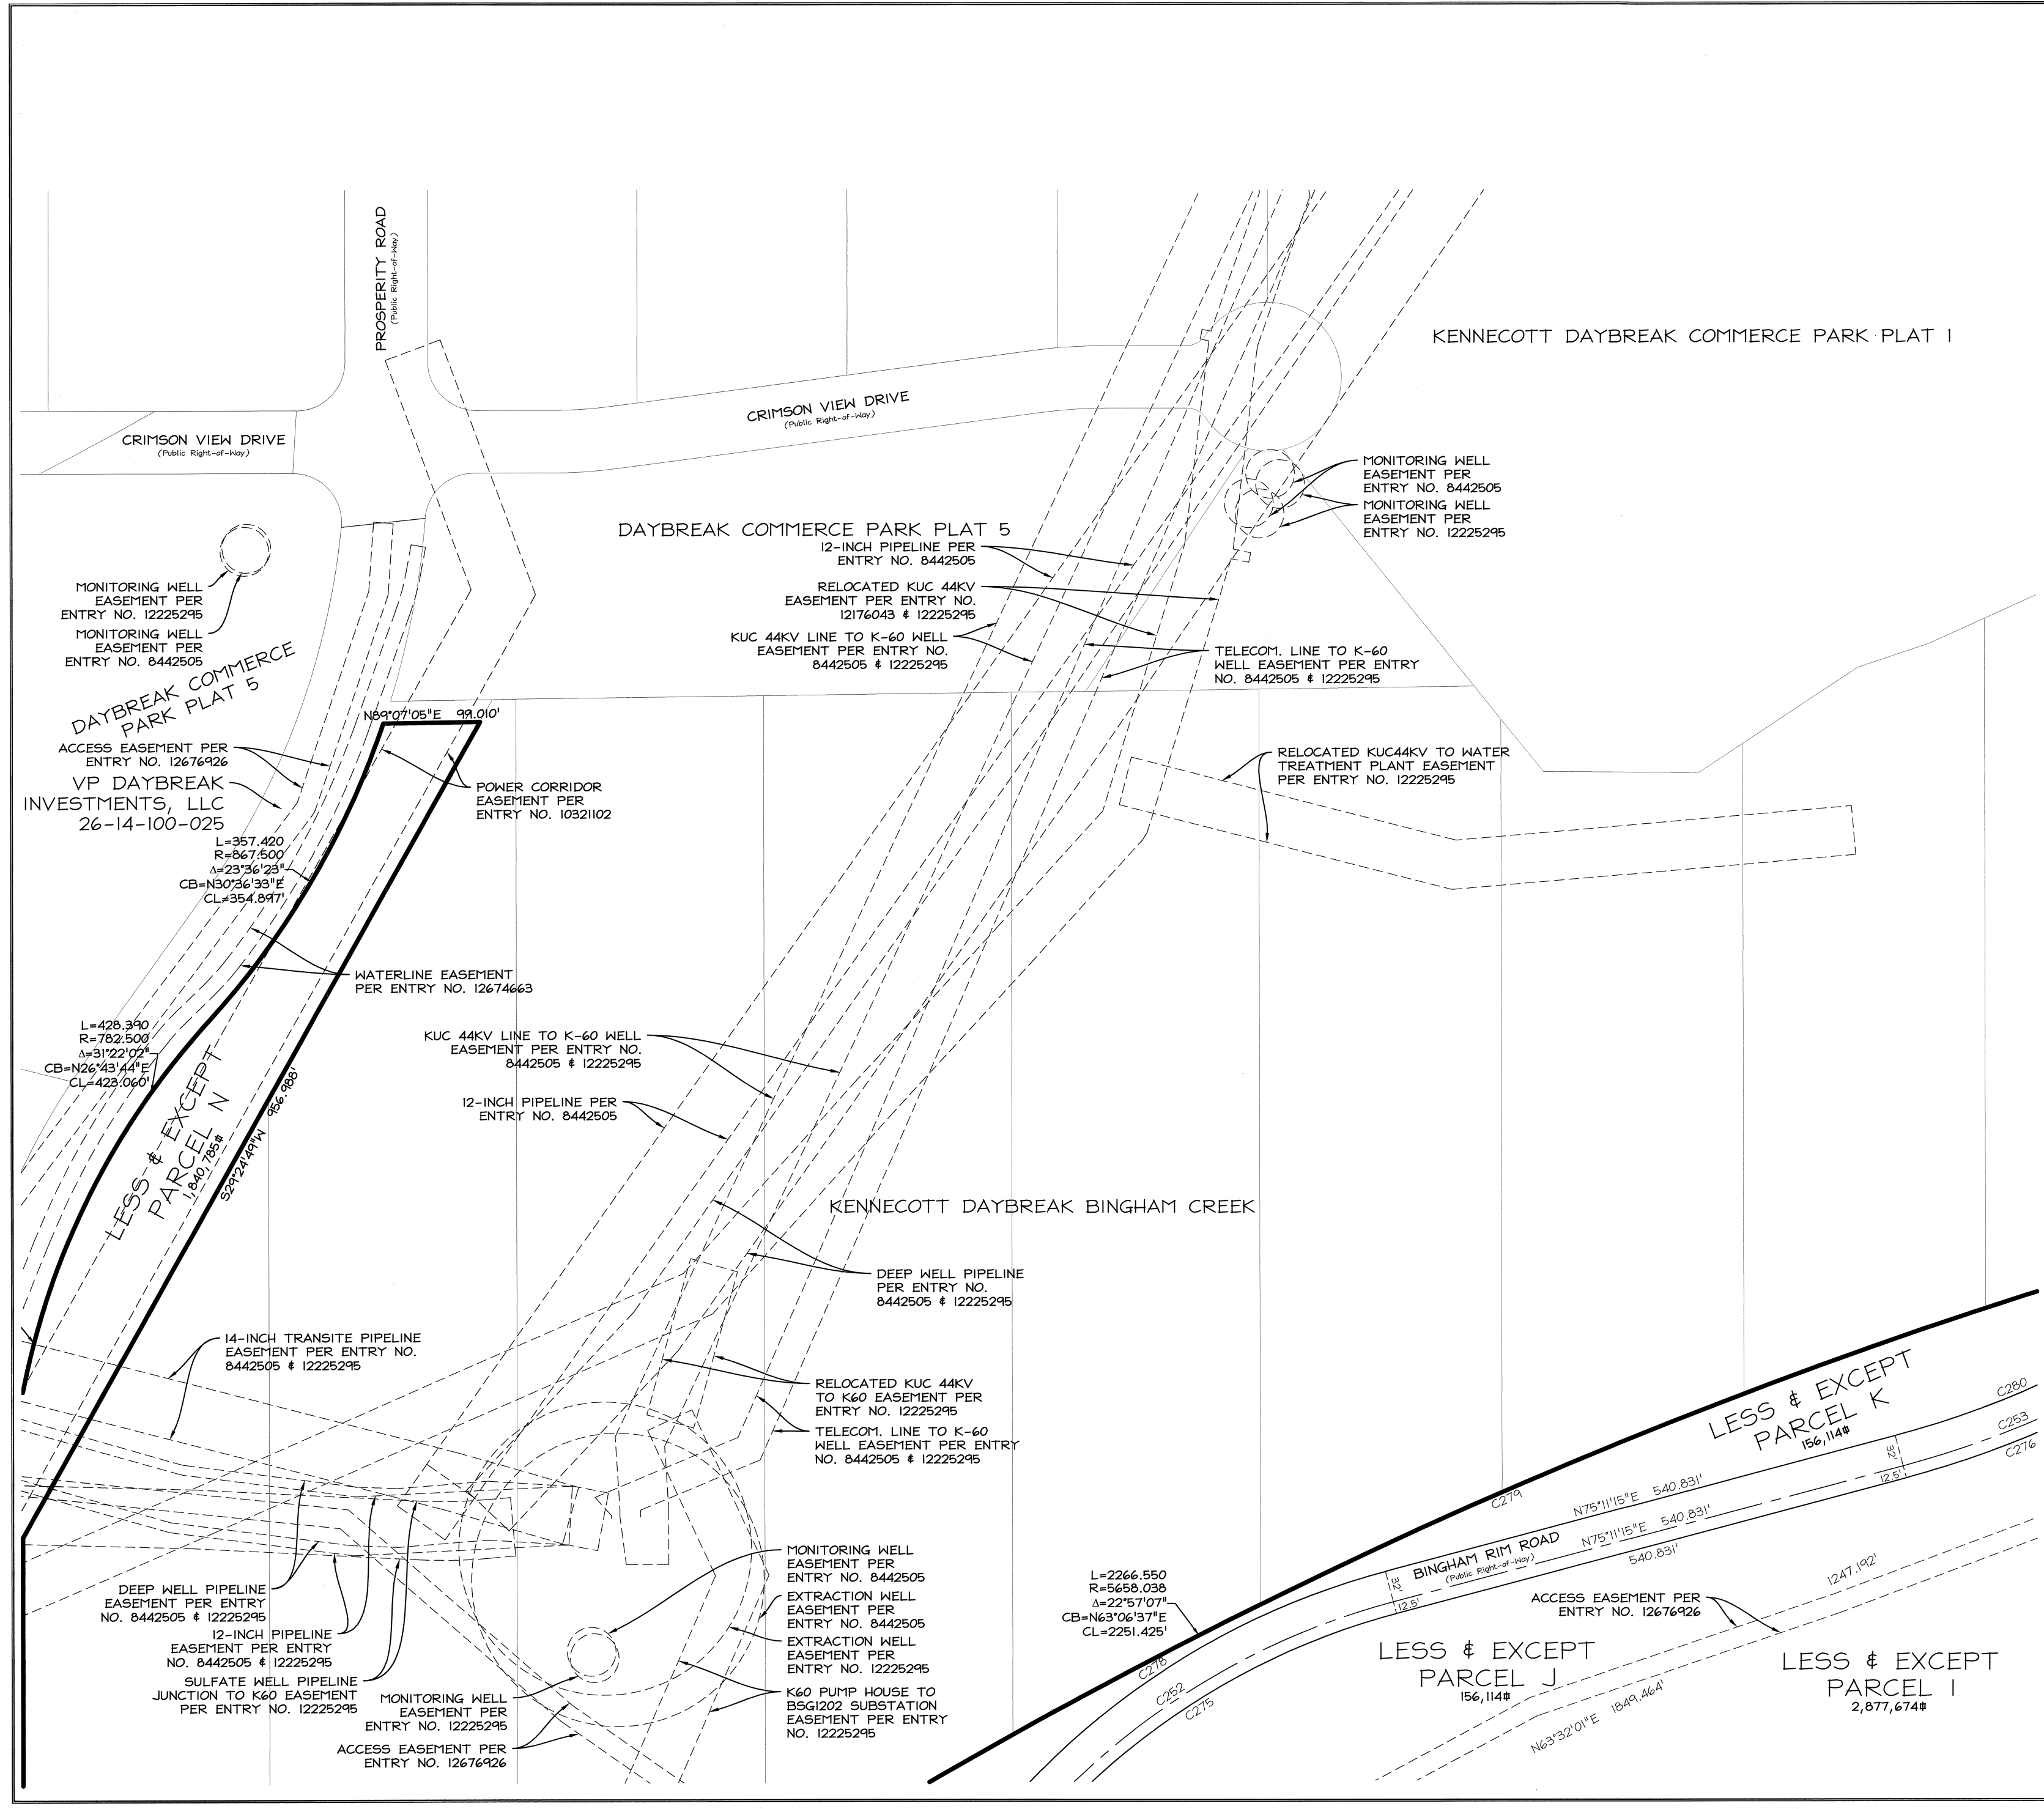 PROSPERITY ROAD
(Public Right-of-Way)
KENNECOTT DAYBREAK COMMERCE PARK PLAT 1
CRIMSON VIEW DRIVE
(Public Right-of-Way)
CRIMSON VIEW DRIVE
(Public Right-of-Way)
MONITORING WELL
EASEMENT PER
ENTRY NO. 8442505
MONITORING WELL
EASEMENT PER
ENTRY NO. 12225295
DAYBREAK COMMERCE PARK PLAT 5
12-INCH PIPELINE PER
ENTRY NO. 8442505
RELOCATED KUC 44KV
EASEMENT PER ENTRY NO.
12176043 & 12225295
KUC 44KV LINE TO K-60 WELL
EASEMENT PER ENTRY NO.
8442505 & 12225295
TELECOM. LINE TO K-60
WELL EASEMENT PER ENTRY
NO. 8442505 & 12225295
MONITORING WELL
EASEMENT PER
ENTRY NO. 12225295
MONITORING WELL
EASEMENT PER
ENTRY NO. 8442505
DAYBREAK COMMERCE
PARK PLAT 5
N89°07'05"E 99.010'
ACCESS EASEMENT PER
ENTRY NO. 12676926
VP DAYBREAK
INVESTMENTS, LLC
26-14-100-025
POWER CORRIDOR
EASEMENT PER
ENTRY NO. 10321102
RELOCATED KUC44KV TO WATER
TREATMENT PLANT EASEMENT
PER ENTRY NO. 12225295
L=357.420
R=867.500
Δ=23°36'23"
CB=N30°36'33"E
CL=354.897'
WATERLINE EASEMENT
PER ENTRY NO. 12674663
L=428.390
R=782.500
Δ=31°22'02"
CB=N26°43'44"E
CL=423.060'
LESS & EXCEPT
PARCEL N
1,840,785⏍
S29°24'49"W 956.988'
KUC 44KV LINE TO K-60 WELL
EASEMENT PER ENTRY NO.
8442505 & 12225295
12-INCH PIPELINE PER
ENTRY NO. 8442505
KENNECOTT DAYBREAK BINGHAM CREEK
DEEP WELL PIPELINE
PER ENTRY NO.
8442505 & 12225295
14-INCH TRANSITE PIPELINE
EASEMENT PER ENTRY NO.
8442505 & 12225295
RELOCATED KUC 44KV
TO K60 EASEMENT PER
ENTRY NO. 12225295
TELECOM. LINE TO K-60
WELL EASEMENT PER ENTRY
NO. 8442505 & 12225295
LESS & EXCEPT
PARCEL K
156,114⏍
C280
C253
C276
32'
12.5'
C279
N75°11'15"E 540.831'
N75°11'15"E 540.831'
540.831'
BINGHAM RIM ROAD
(Public Right-of-Way)
32'
12.5'
DEEP WELL PIPELINE
EASEMENT PER ENTRY
NO. 8442505 & 12225295
12-INCH PIPELINE
EASEMENT PER ENTRY
NO. 8442505 & 12225295
SULFATE WELL PIPELINE
JUNCTION TO K60 EASEMENT
PER ENTRY NO. 12225295
MONITORING WELL
EASEMENT PER
ENTRY NO. 12225295
ACCESS EASEMENT PER
ENTRY NO. 12676926
MONITORING WELL
EASEMENT PER
ENTRY NO. 8442505
EXTRACTION WELL
EASEMENT PER
ENTRY NO. 8442505
EXTRACTION WELL
EASEMENT PER
ENTRY NO. 12225295
K60 PUMP HOUSE TO
BSG1202 SUBSTATION
EASEMENT PER ENTRY
NO. 12225295
L=2266.550
R=5658.038
Δ=22°57'07"
CB=N63°06'37"E
CL=2251.425'
C278
C252
C275
ACCESS EASEMENT PER
ENTRY NO. 12676926
1247.192'
LESS & EXCEPT
PARCEL J
156,114⏍
N63°32'01"E 1849.464'
LESS & EXCEPT
PARCEL I
2,877,674⏍